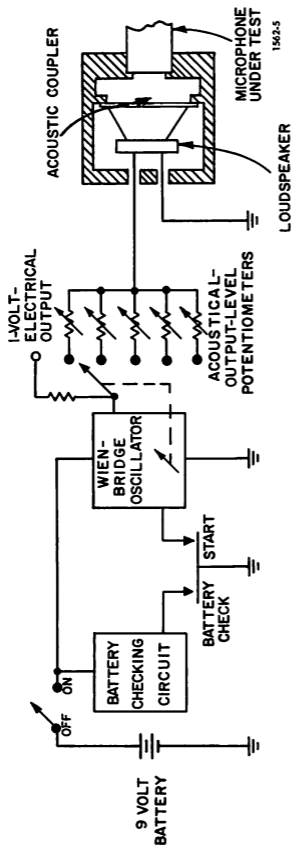 9 VOLT
BATTERY
OFF
ON
BATTERY
CHECKING
CIRCUIT
BATTERY
CHECK
START
WIEN-
BRIDGE
OSCILLATOR
1-VOLT-
ELECTRICAL
OUTPUT
ACOUSTICAL-
OUTPUT-LEVEL
POTENTIOMETERS
ACOUSTIC COUPLER
LOUDSPEAKER
MICROPHONE
UNDER TEST
1562-5